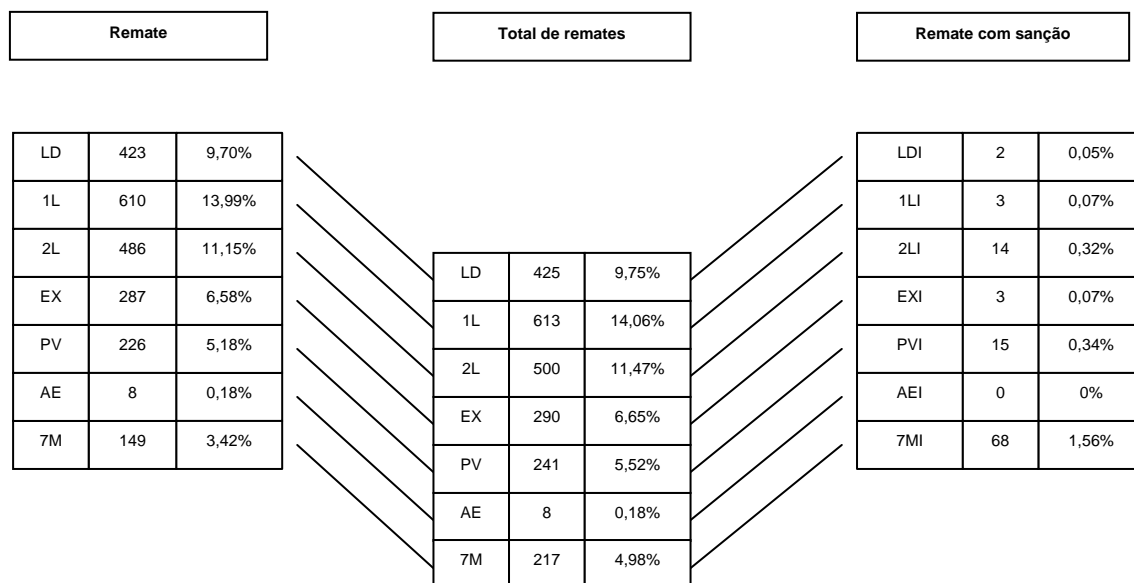 Remate
Total de remates
Remate com sanção
LD 423 9,70%
1L 610 13,99%
2L 486 11,15%
EX 287 6,58%
PV 226 5,18%
AE 8 0,18%
7M 149 3,42%
LD 425 9,75%
1L 613 14,06%
2L 500 11,47%
EX 290 6,65%
PV 241 5,52%
AE 8 0,18%
7M 217 4,98%
LDI 2 0,05%
1LI 3 0,07%
2LI 14 0,32%
EXI 3 0,07%
PVI 15 0,34%
AEI 0 0%
7MI 68 1,56%